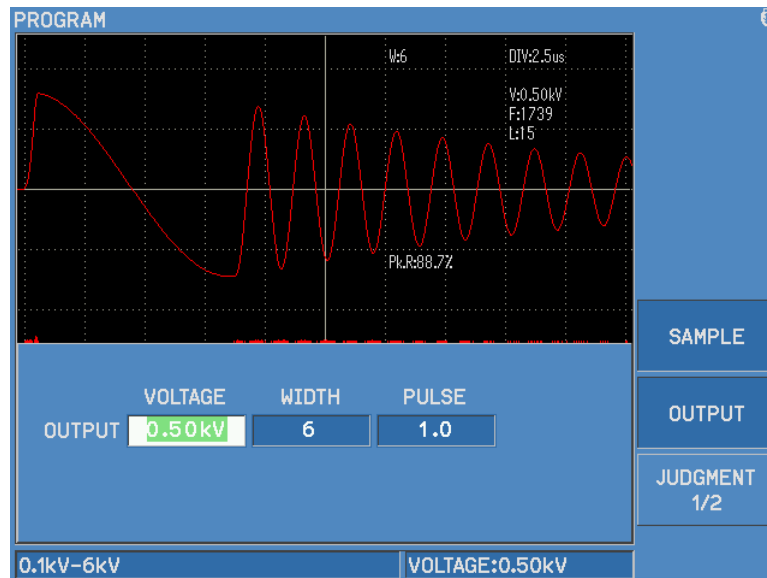 PROGRAM
W:6 DIV:2.5us
V:0.50kV
F:1739
L:15
Pk.R:88.7%
SAMPLE
VOLTAGE WIDTH PULSE
OUTPUT 0.50kV 6 1.0
OUTPUT
JUDGMENT
1/2
0.1kV-6kV VOLTAGE:0.50kV